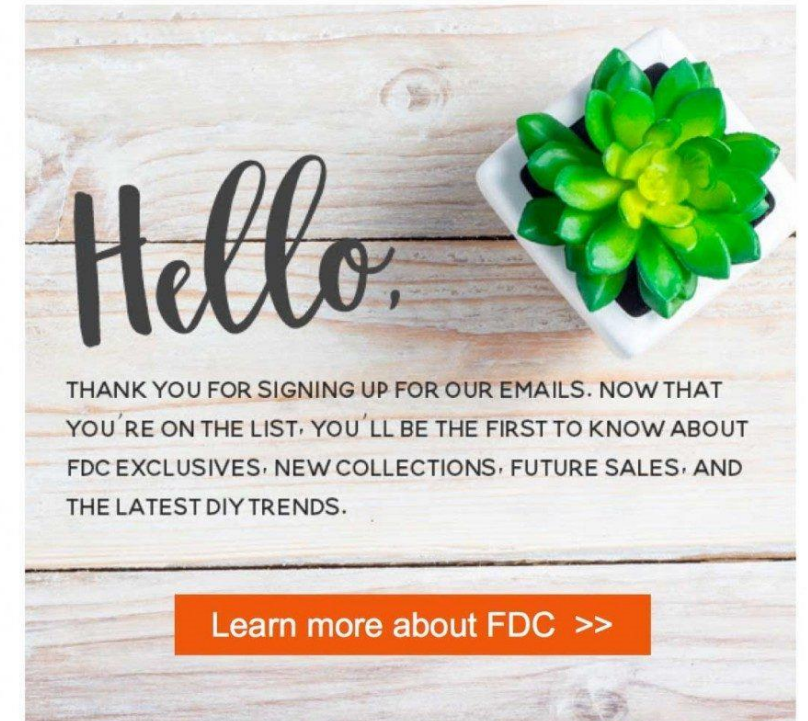 Hello,
THANK YOU FOR SIGNING UP FOR OUR EMAILS. NOW THAT
YOU'RE ON THE LIST, YOU'LL BE THE FIRST TO KNOW ABOUT
FDC EXCLUSIVES, NEW COLLECTIONS, FUTURE SALES, AND
THE LATEST DIY TRENDS.
Learn more about FDC >>